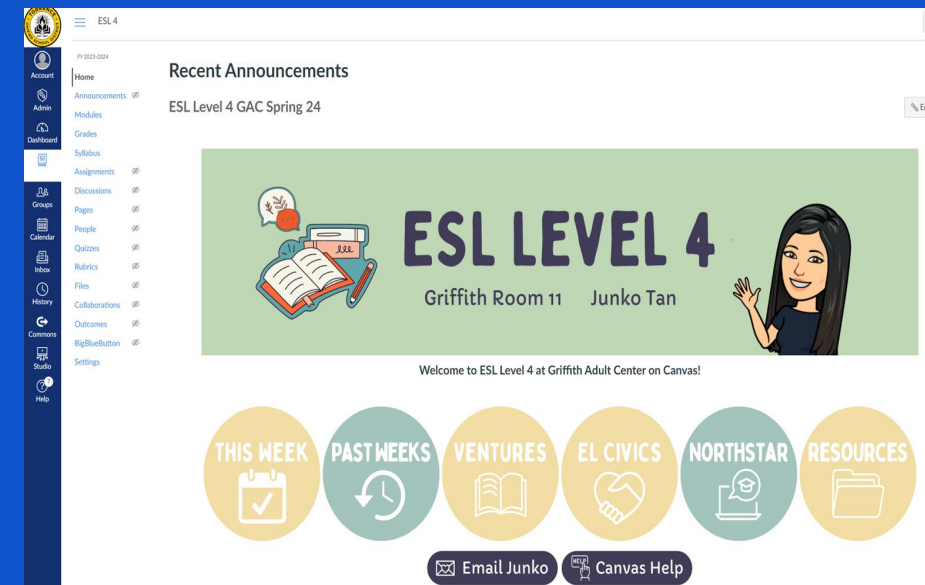 ESL 4
FY 2023-2024
Account
Admin
Dashboard
Groups
Calendar
Inbox
History
Commons
Studio
?
7
Help
Home
Announcements
Modules
Grades
Syllabus
Assignments
Discussions
Pages
People
Quizzes
Rubrics
Files
Collaborations
Outcomes
BigBlueButton
Settings
Recent Announcements
ESL Level 4 GAC Spring 24
ESL LEVEL 4
Griffith Room 11 Junko Tan
Welcome to ESL Level 4 at Griffith Adult Center on Canvas!
THIS WEEK
PAST WEEKS
VENTURES
EL CIVICS
NORTHSTAR
RESOURCES
Email Junko
HELP
Canvas Help